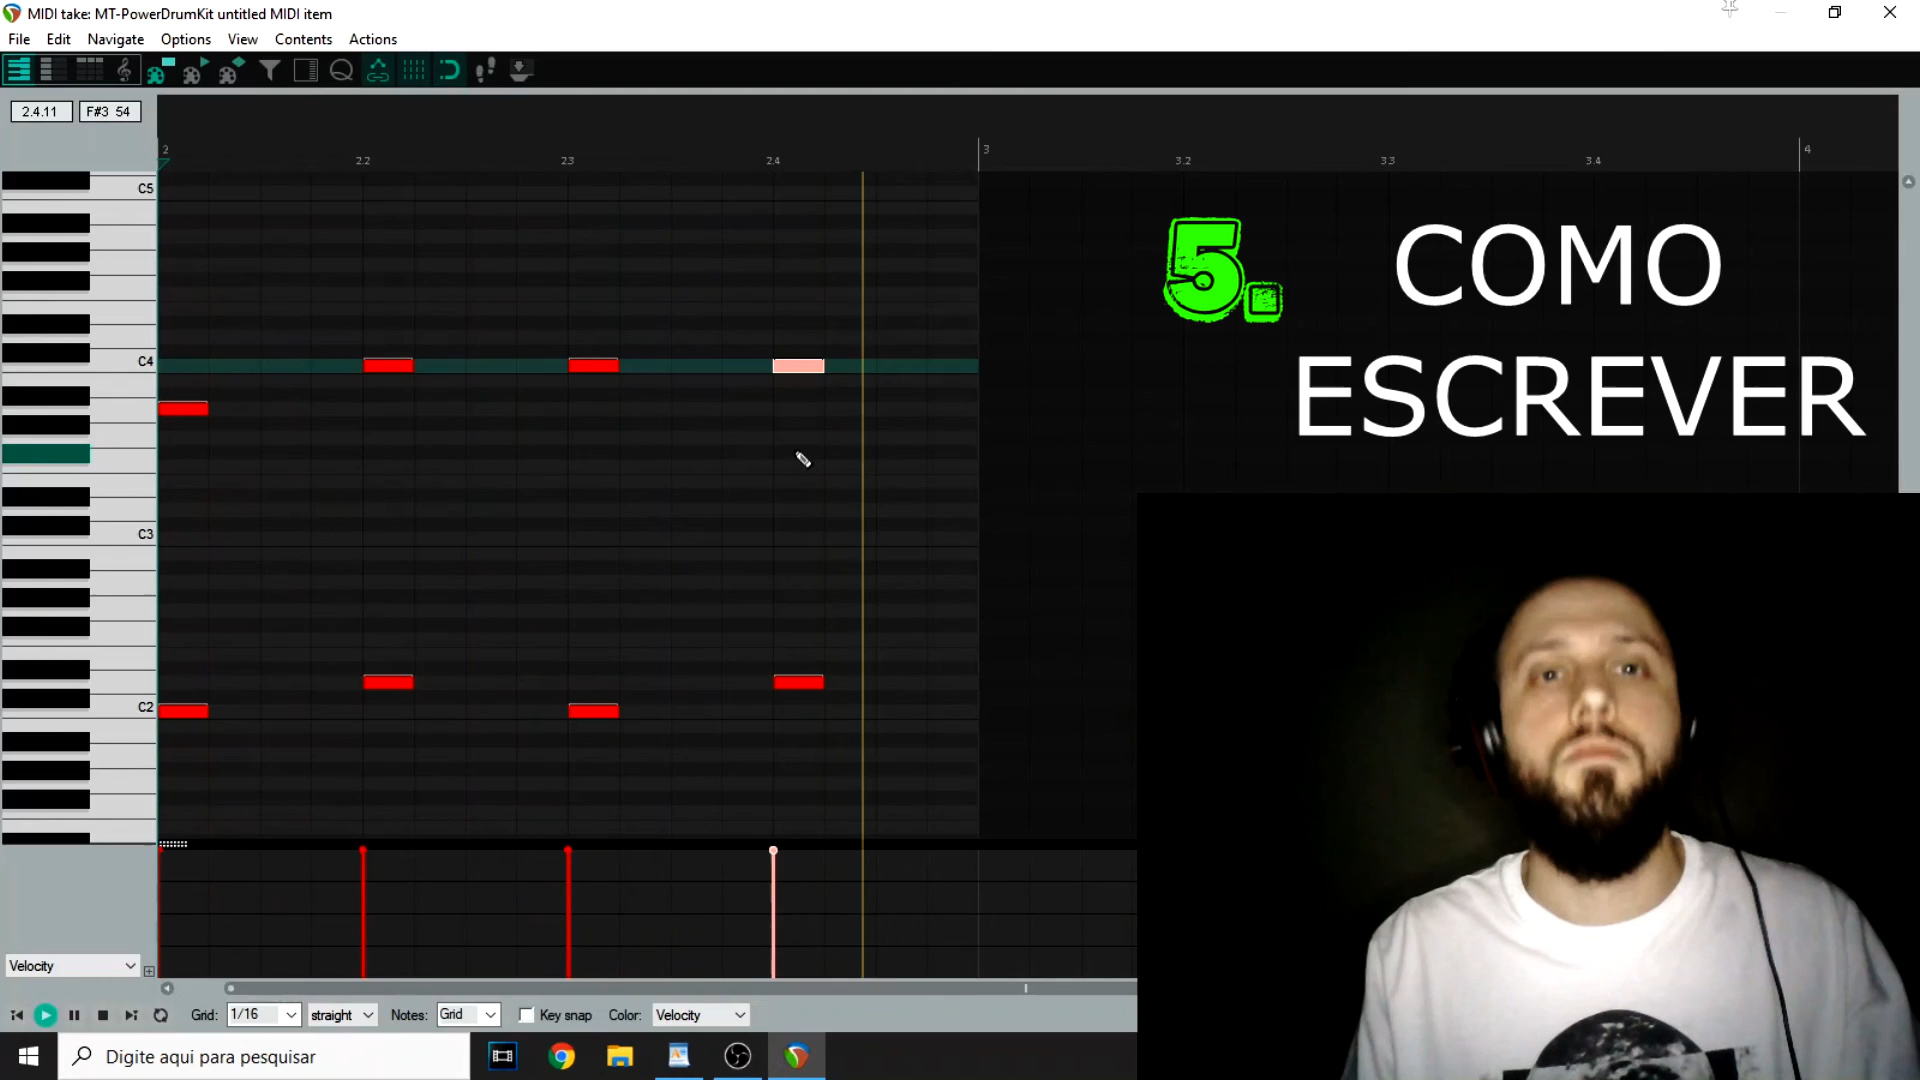 MIDI take: MT-PowerDrumKit untitled MIDI item
File Edit Navigate Options View Contents Actions
2.4.11 F#3 54
2 2.2 2.3 2.4 3 3.2 3.3 3.4 4
C5
C4
C3
C2
5. COMO
ESCREVER
Velocity
Grid: 1/16 straight Notes: Grid Key snap Color: Velocity
Digite aqui para pesquisar